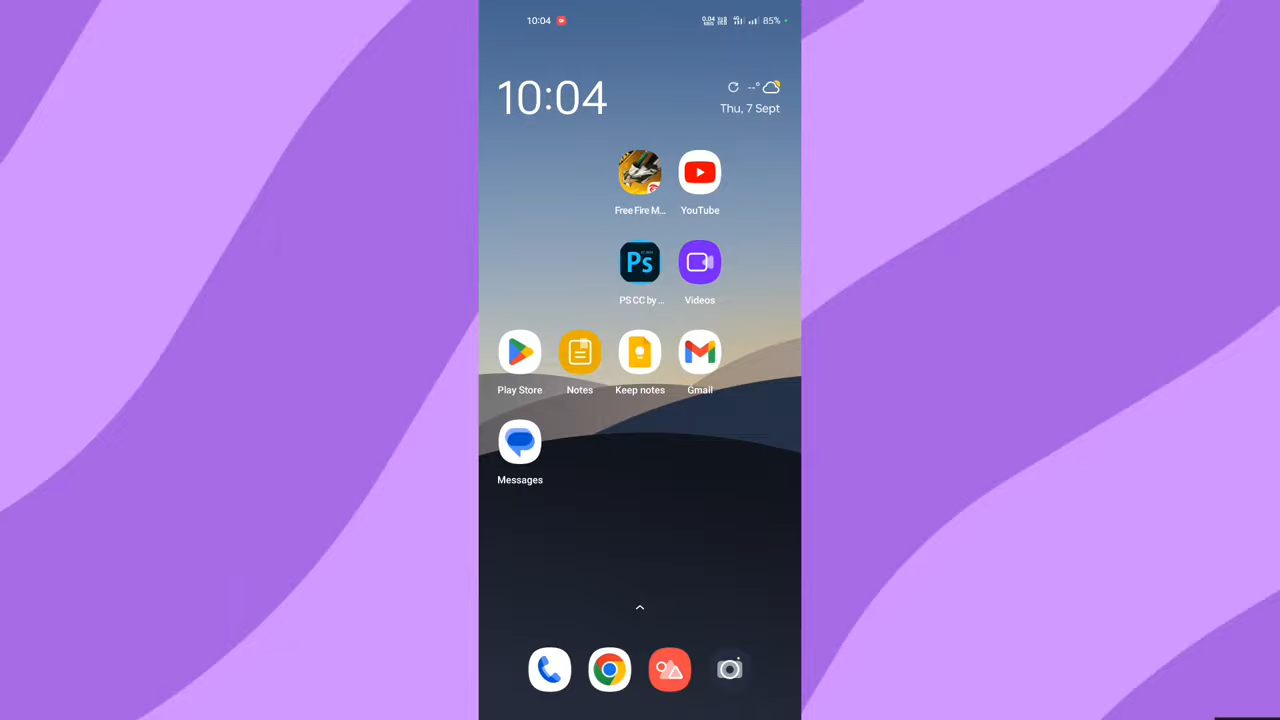 10:04
85%
10:04
--°
Thu, 7 Sept
Free Fire M...
YouTube
Ps
PS CC by ...
Videos
Play Store
Notes
Keep notes
Gmail
Messages